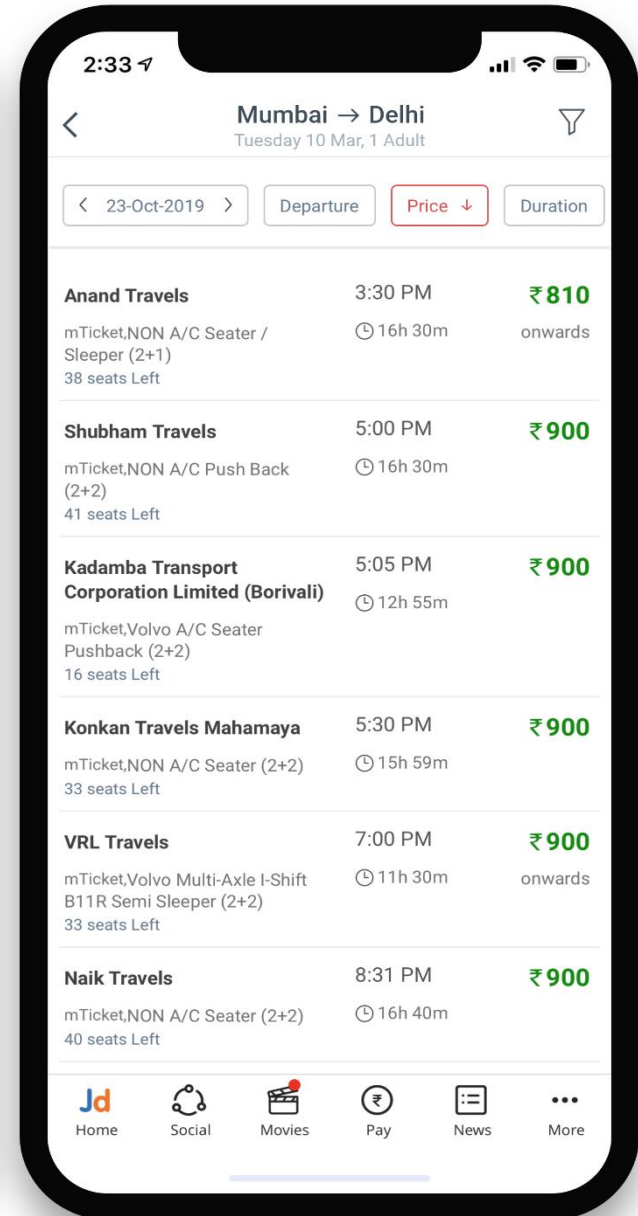 2:33
Mumbai → Delhi
Tuesday 10 Mar, 1 Adult
23-Oct-2019
Departure
Price ↓
Duration
Anand Travels
3:30 PM
₹810
mTicket,NON A/C Seater /
16h 30m
onwards
Sleeper (2+1)
38 seats Left
Shubham Travels
5:00 PM
₹900
mTicket,NON A/C Push Back
16h 30m
(2+2)
41 seats Left
Kadamba Transport
5:05 PM
₹900
Corporation Limited (Borivali)
12h 55m
mTicket,Volvo A/C Seater
Pushback (2+2)
16 seats Left
Konkan Travels Mahamaya
5:30 PM
₹900
mTicket,NON A/C Seater (2+2)
15h 59m
33 seats Left
VRL Travels
7:00 PM
₹900
mTicket,Volvo Multi-Axle I-Shift
11h 30m
onwards
B11R Semi Sleeper (2+2)
33 seats Left
Naik Travels
8:31 PM
₹900
mTicket,NON A/C Seater (2+2)
16h 40m
40 seats Left
Jd
₹
Home
Social
Movies
Pay
News
More